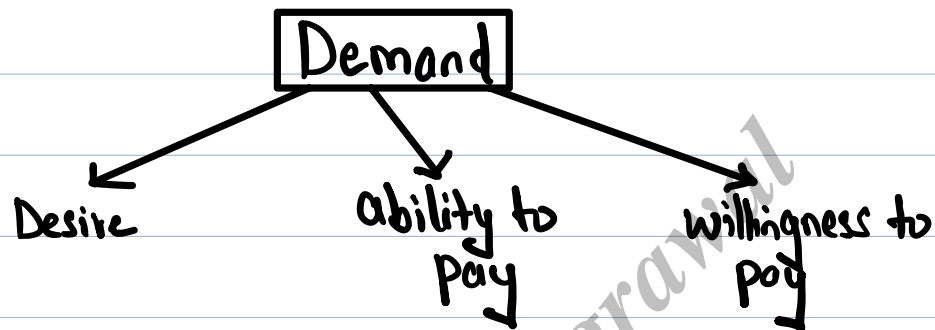 Demand
Desire
ability to
pay
willingness to
pay